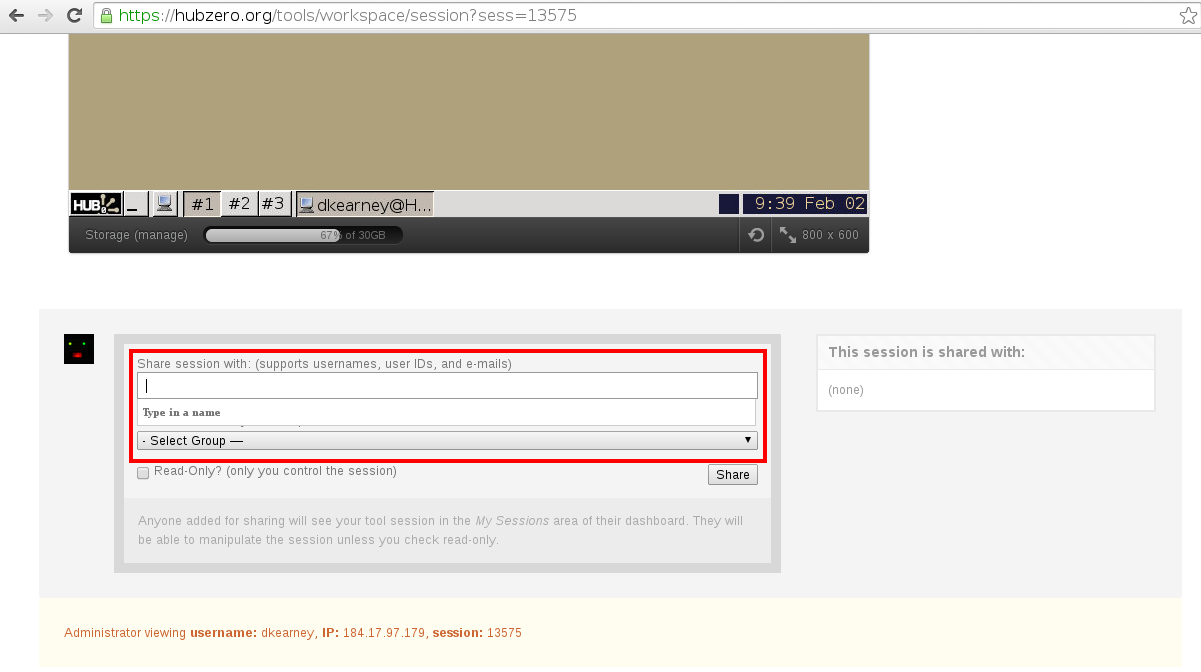 https://hubzero.org/tools/workspace/session?sess=13575
HUB _ #1 #2 #3 dkearney@H... 9:39 Feb 02
Storage (manage) 67% of 30GB 800 x 600
Share session with: (supports usernames, user IDs, and e-mails)
Type in a name
- Select Group —
Read-Only? (only you control the session)
Share
Anyone added for sharing will see your tool session in the My Sessions area of their dashboard. They will
be able to manipulate the session unless you check read-only.
This session is shared with:
(none)
Administrator viewing username: dkearney, IP: 184.17.97.179, session: 13575